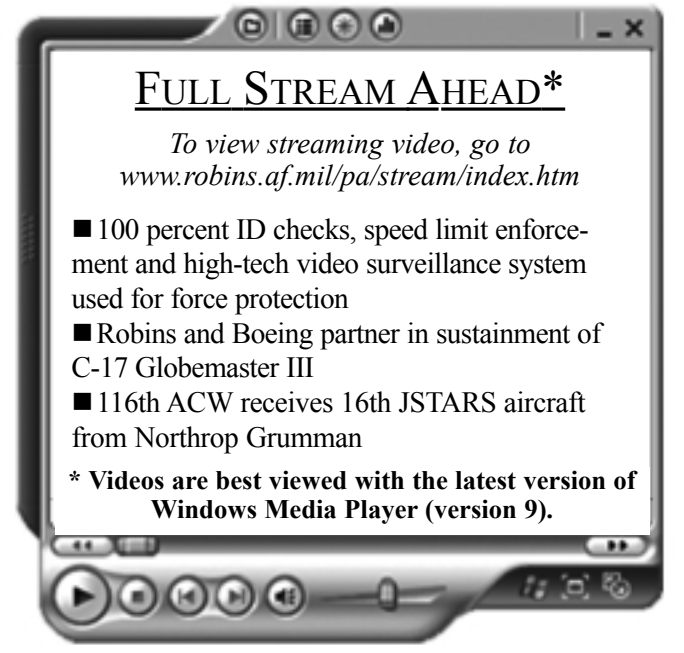 FULL STREAM AHEAD*
To view streaming video, go to
www.robins.af.mil/pa/stream/index.htm
■ 100 percent ID checks, speed limit enforce-
ment and high-tech video surveillance system
used for force protection
■ Robins and Boeing partner in sustainment of
C-17 Globemaster III
■ 116th ACW receives 16th JSTARS aircraft
from Northrop Grumman
* Videos are best viewed with the latest version of
Windows Media Player (version 9).